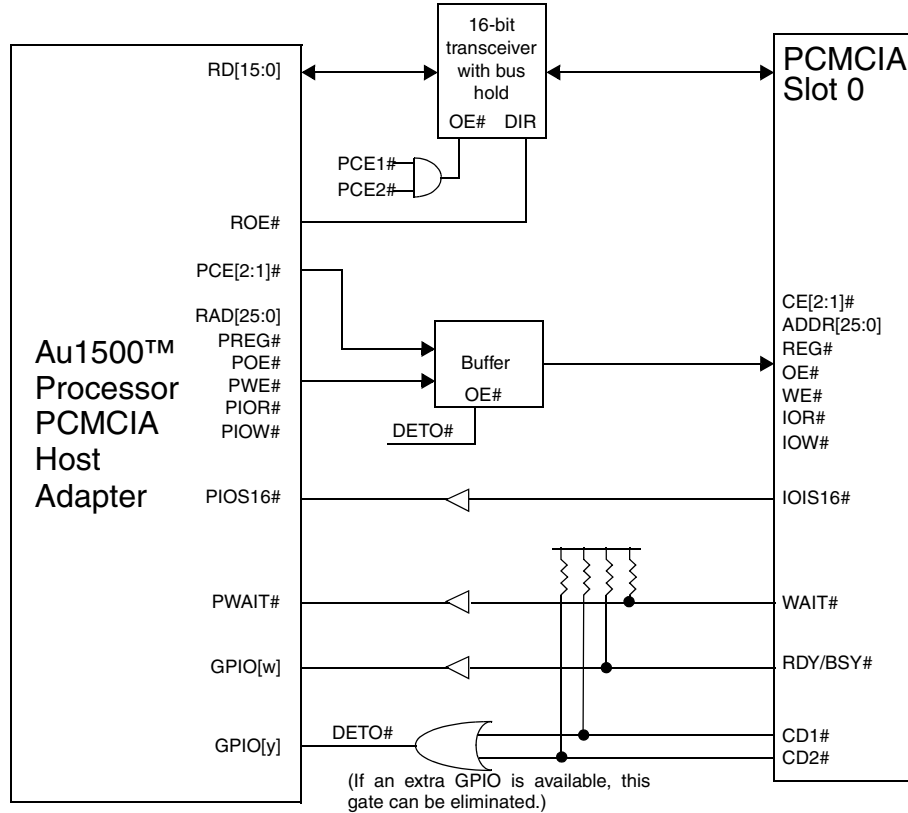 16-bit
transceiver
with bus
hold
OE# DIR
RD[15:0]
PCMCIA
Slot 0
PCE1#
PCE2#
ROE#
PCE[2:1]#
RAD[25:0]
PREG#
POE#
PWE#
PIOR#
PIOW#
Au1500™
Processor
PCMCIA
Host
Adapter
Buffer
OE#
DETO#
CE[2:1]#
ADDR[25:0]
REG#
OE#
WE#
IOR#
IOW#
PIOS16#
IOIS16#
PWAIT#
WAIT#
GPIO[w]
RDY/BSY#
GPIO[y]
DETO#
CD1#
CD2#
(If an extra GPIO is available, this
gate can be eliminated.)